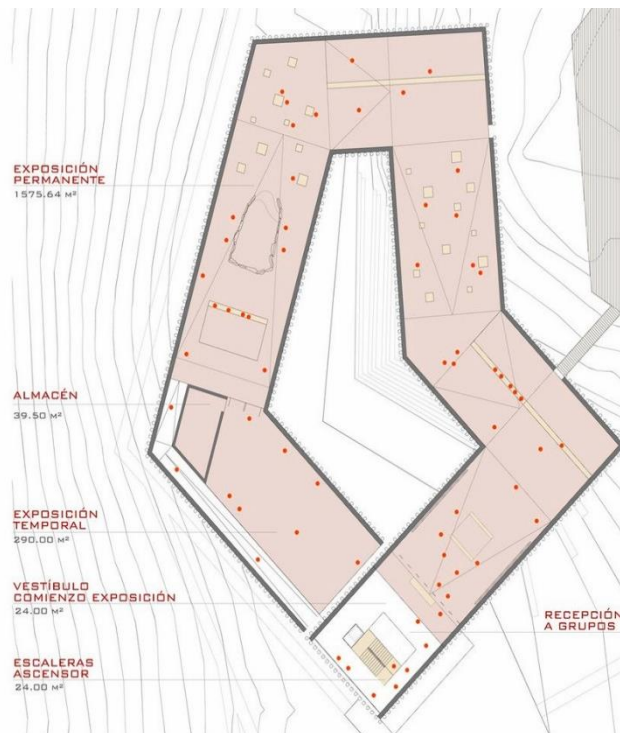 EXPOSICIÓN
PERMANENTE
1575.64 M²
ALMACÉN
39.50 M²
EXPOSICIÓN
TEMPORAL
290.00 M²
VESTÍBULO
COMIENZO EXPOSICIÓN
24.00 M²
RECEPCIÓN
A GRUPOS
ESCALERAS
ASCENSOR
24.00 M²